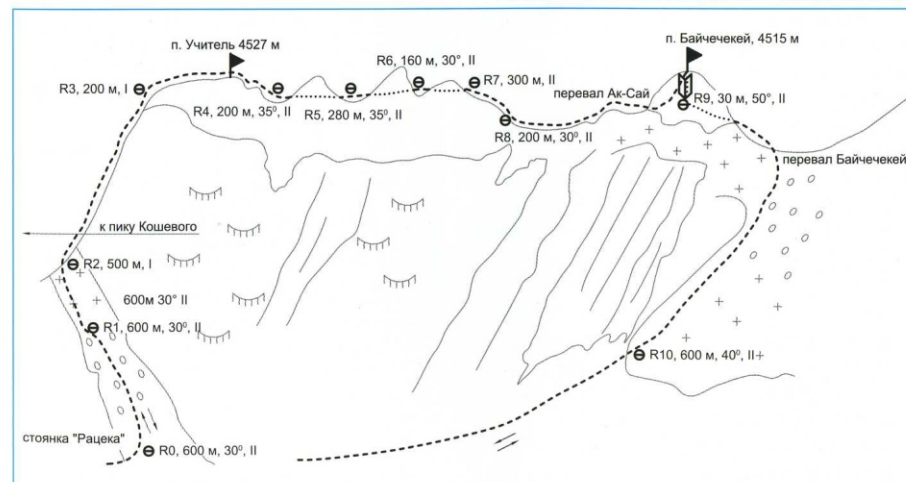 п. Учитель 4527 м
п. Байчечекей, 4515 м
R6, 160 м, 30°, II
R3, 200 м, I
R7, 300 м, II
перевал Ак-Сай
R4, 200 м, 35⁰, II
R5, 280 м, 35⁰, II
R9, 30 м, 50°, II
R8, 200 м, 30⁰, II
перевал Байчечекей
к пику Кошевого
R2, 500 м, I
600м 30° II
R1, 600 м, 30⁰, II
R10, 600 м, 40⁰, II
стоянка "Рацека"
R0, 600 м, 30⁰, II